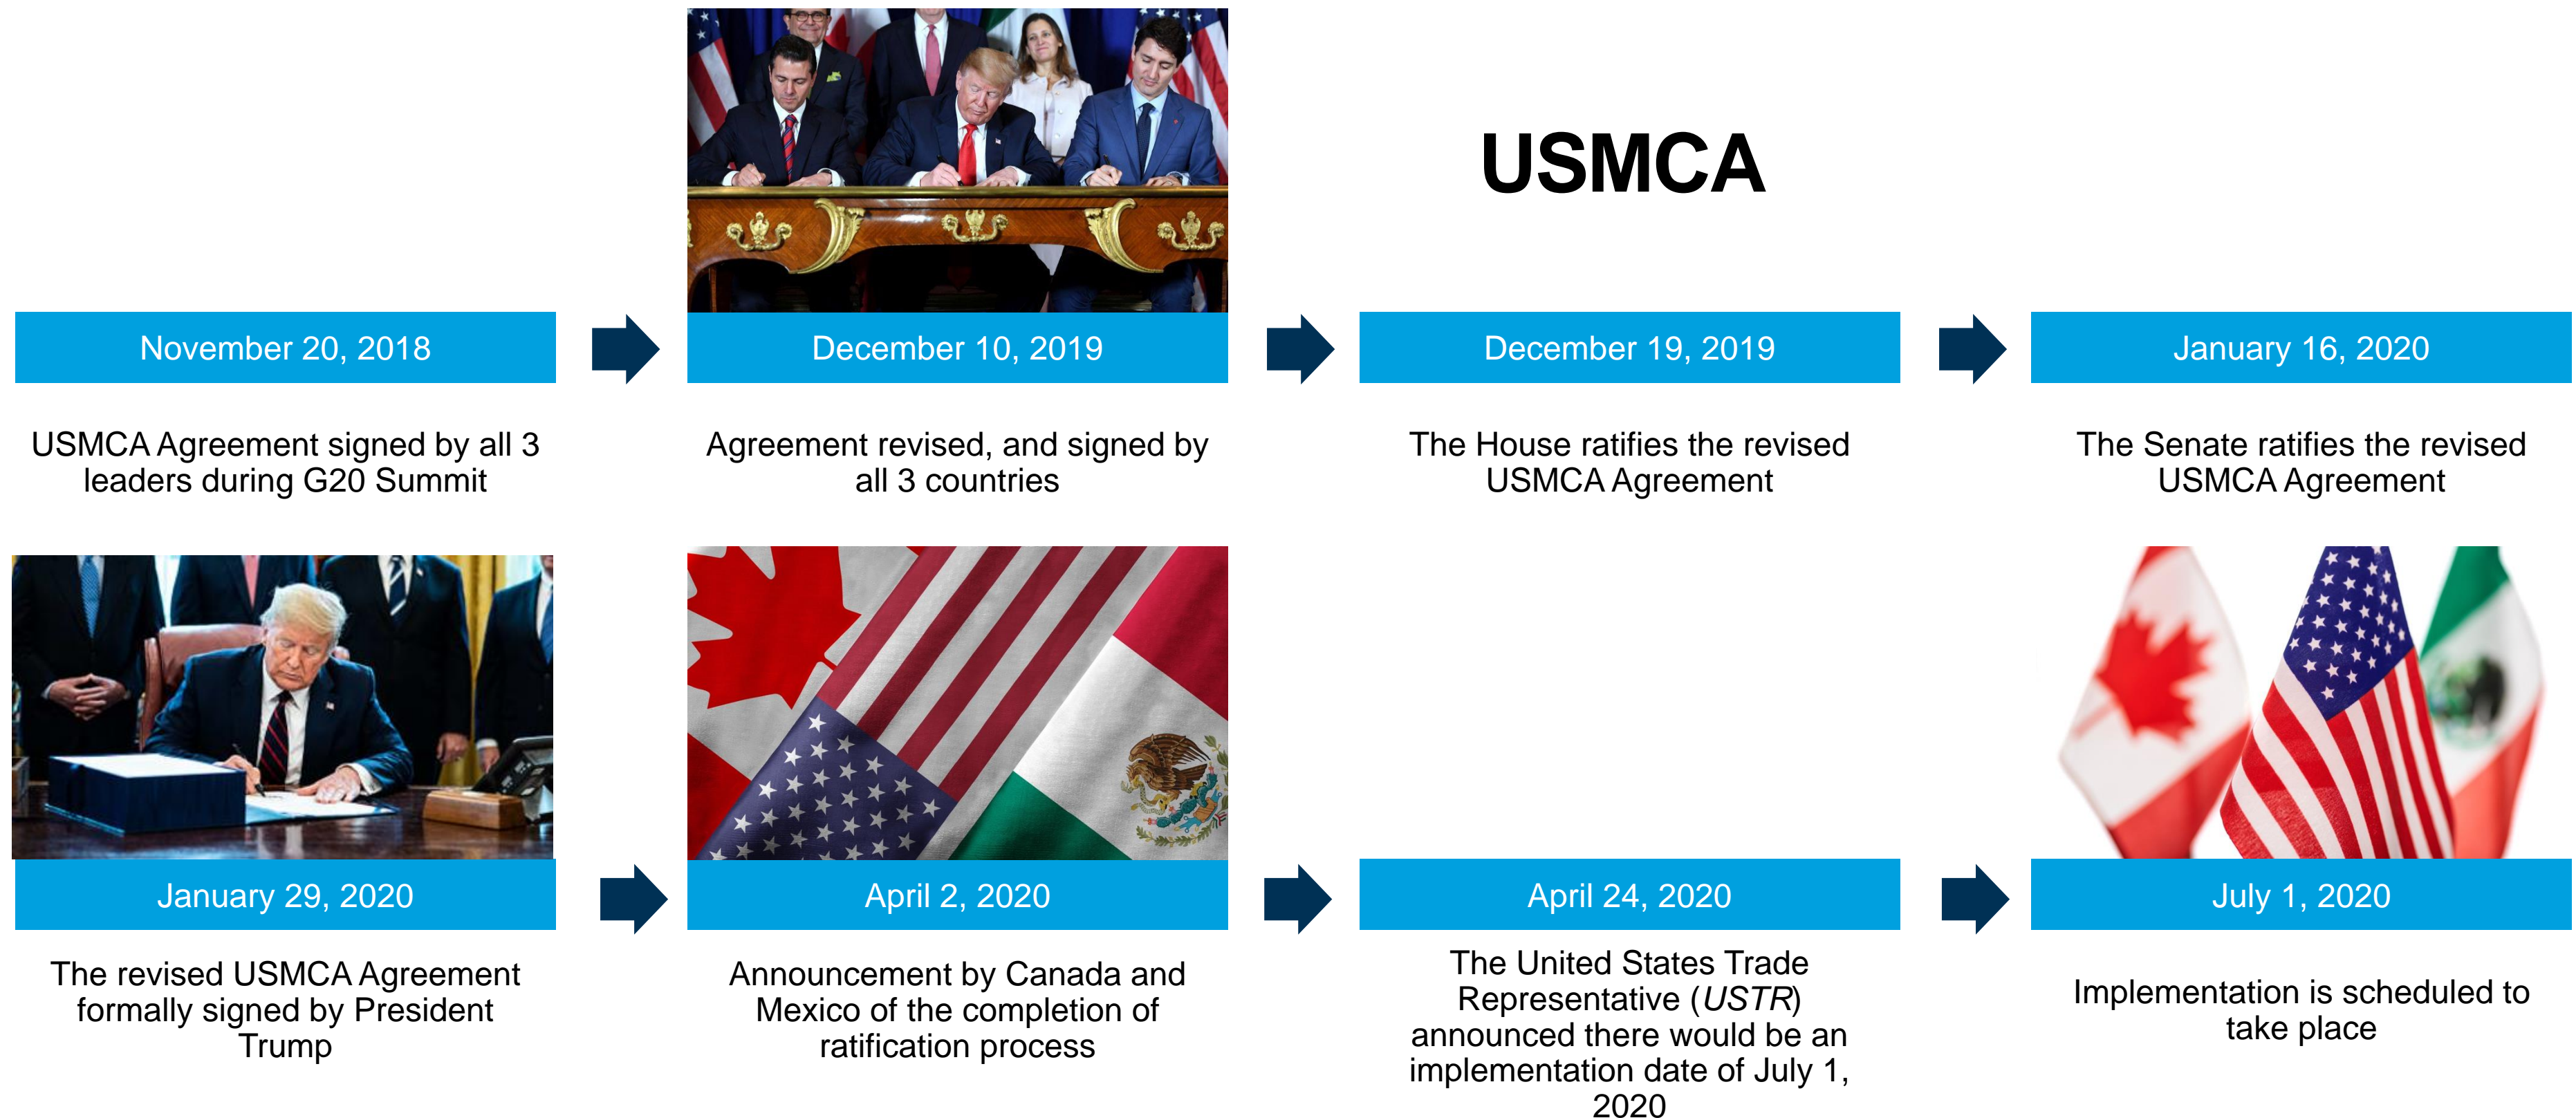 USMCA
November 20, 2018
USMCA Agreement signed by all 3
leaders during G20 Summit
December 10, 2019
Agreement revised, and signed by
all 3 countries
December 19, 2019
The House ratifies the revised
USMCA Agreement
January 16, 2020
The Senate ratifies the revised
USMCA Agreement
January 29, 2020
The revised USMCA Agreement
formally signed by President
Trump
April 2, 2020
Announcement by Canada and
Mexico of the completion of
ratification process
April 24, 2020
The United States Trade
Representative (USTR)
announced there would be an
implementation date of July 1,
2020
July 1, 2020
Implementation is scheduled to
take place